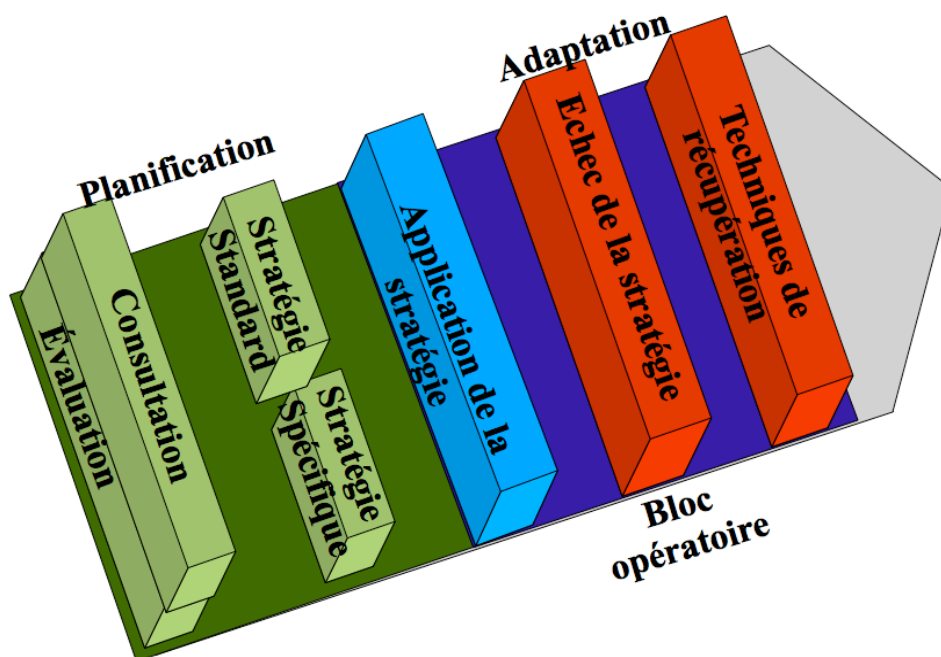 Planification
Adaptation
Évaluation
Consultation
Stratégie
Standard
Stratégie
Spécifique
Application de la
stratégie
Echec de la stratégie
Techniques de
récupération
Bloc
opératoire